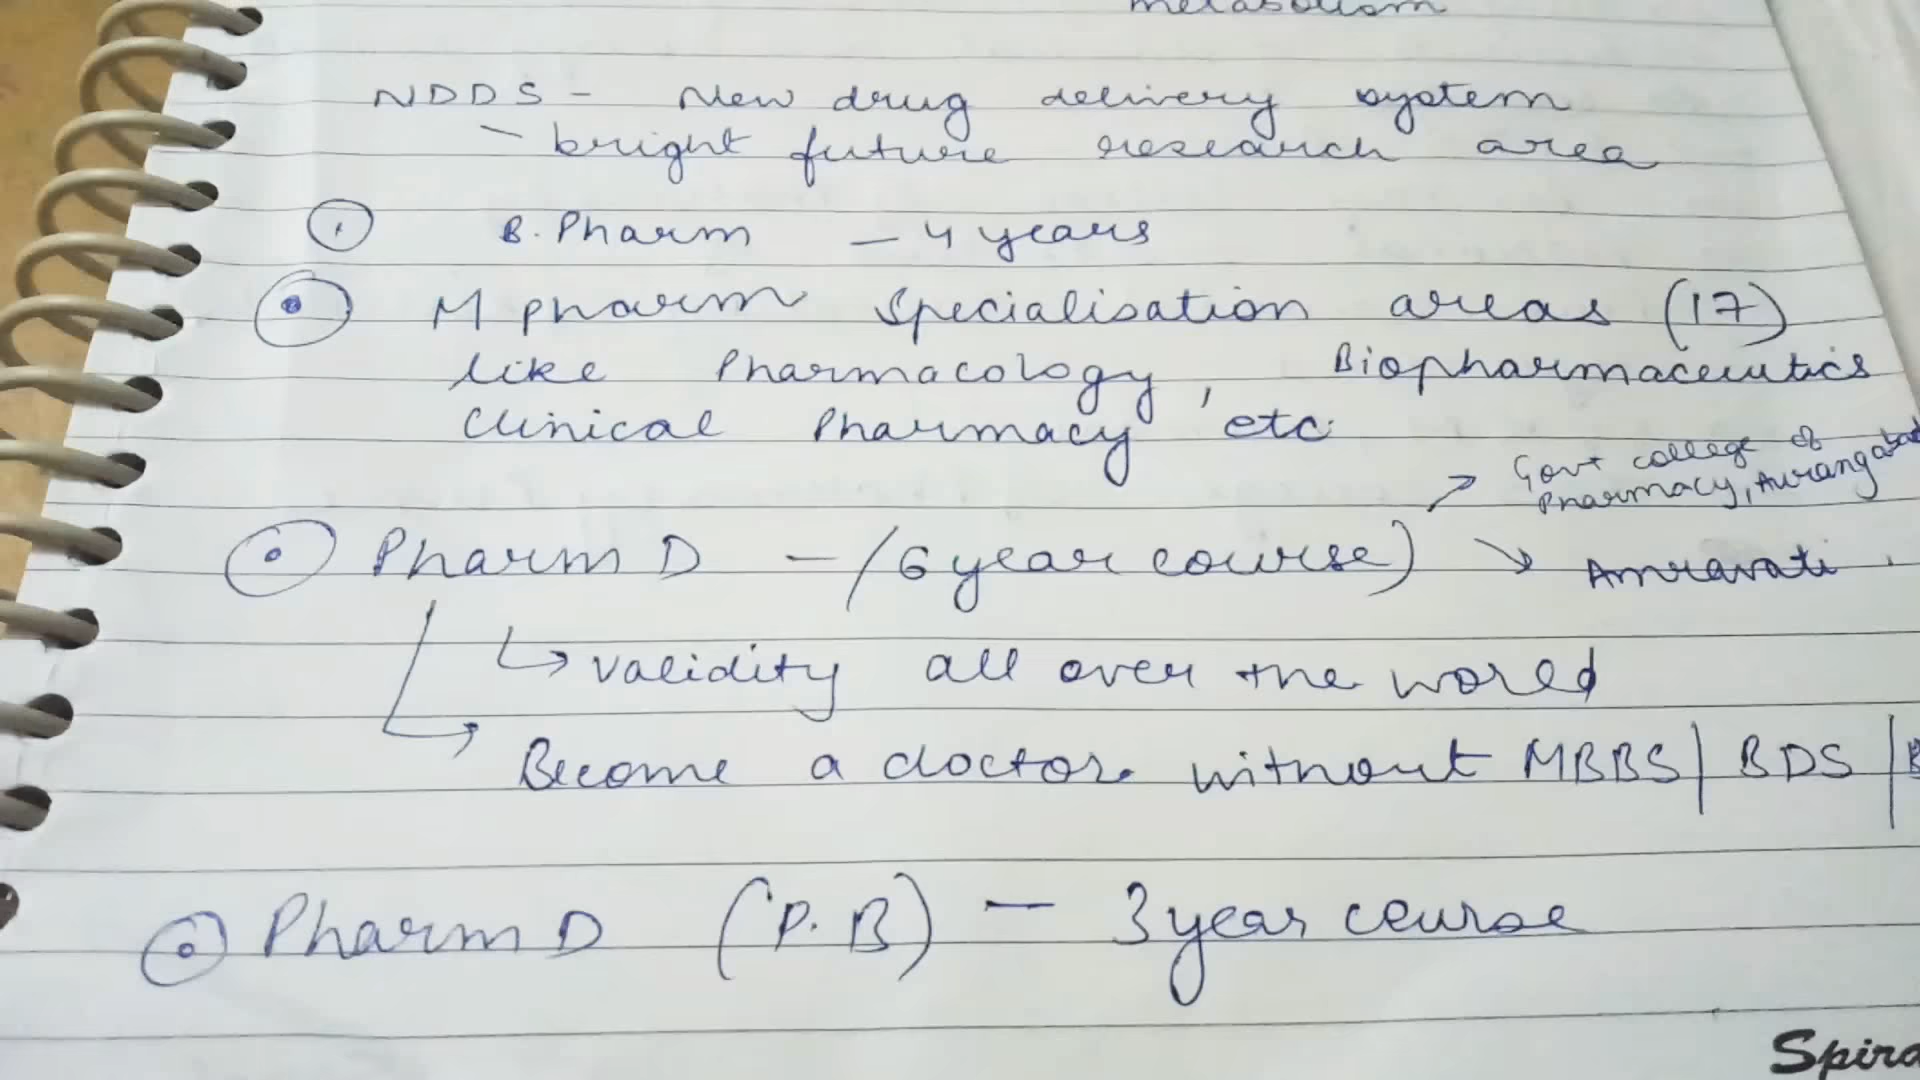 metabolism
NDDS - New drug delivery system
- bright future research area
1 B. Pharm - 4 years
M pharm Specialisation areas (17)
like Pharmacology, Biopharmaceutics
Clinical Pharmacy etc.
Govt college of
Pharmacy, Aurangabad
Pharm D - (6 year course) → Amravati
↳ validity all over the world
↳ Become a doctor without MBBS | BDS |
Pharm D (P.B) - 3 year course